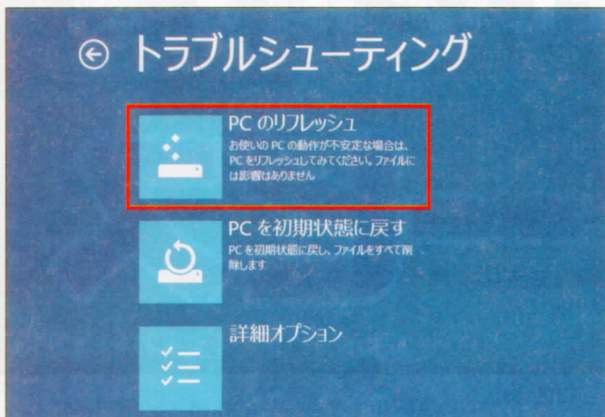 トラブルシューティング
PC のリフレッシュ
お使いの PC の動作が不安定な場合は、
PC をリフレッシュしてみてください。ファイルに
は影響はありません
PC を初期状態に戻す
PC を初期状態に戻し、ファイルをすべて削
除します
詳細オプション